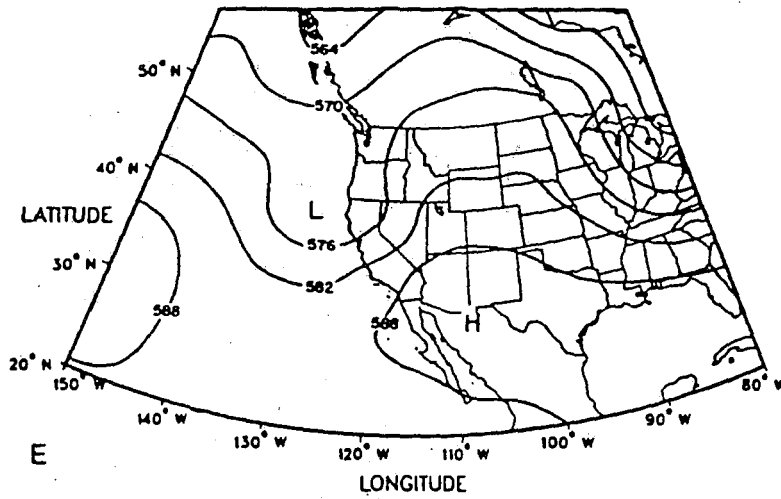 564
50° N
570
40° N
LATITUDE
L
576
30° N
582
588
588
H
20° N
150° W
80° W
140° W
90° W
130° W
120° W
110° W
100° W
E
LONGITUDE